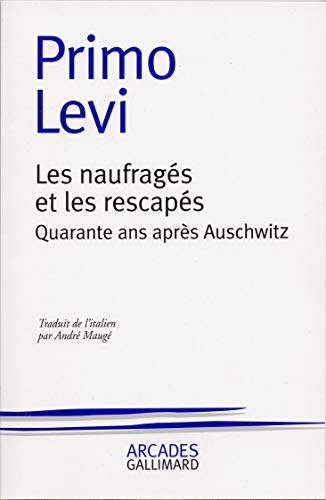 Primo
Levi
Les naufragés
et les rescapés
Quarante ans après Auschwitz
Traduit de l'italien
par André Maugé
ARCADES
GALLIMARD